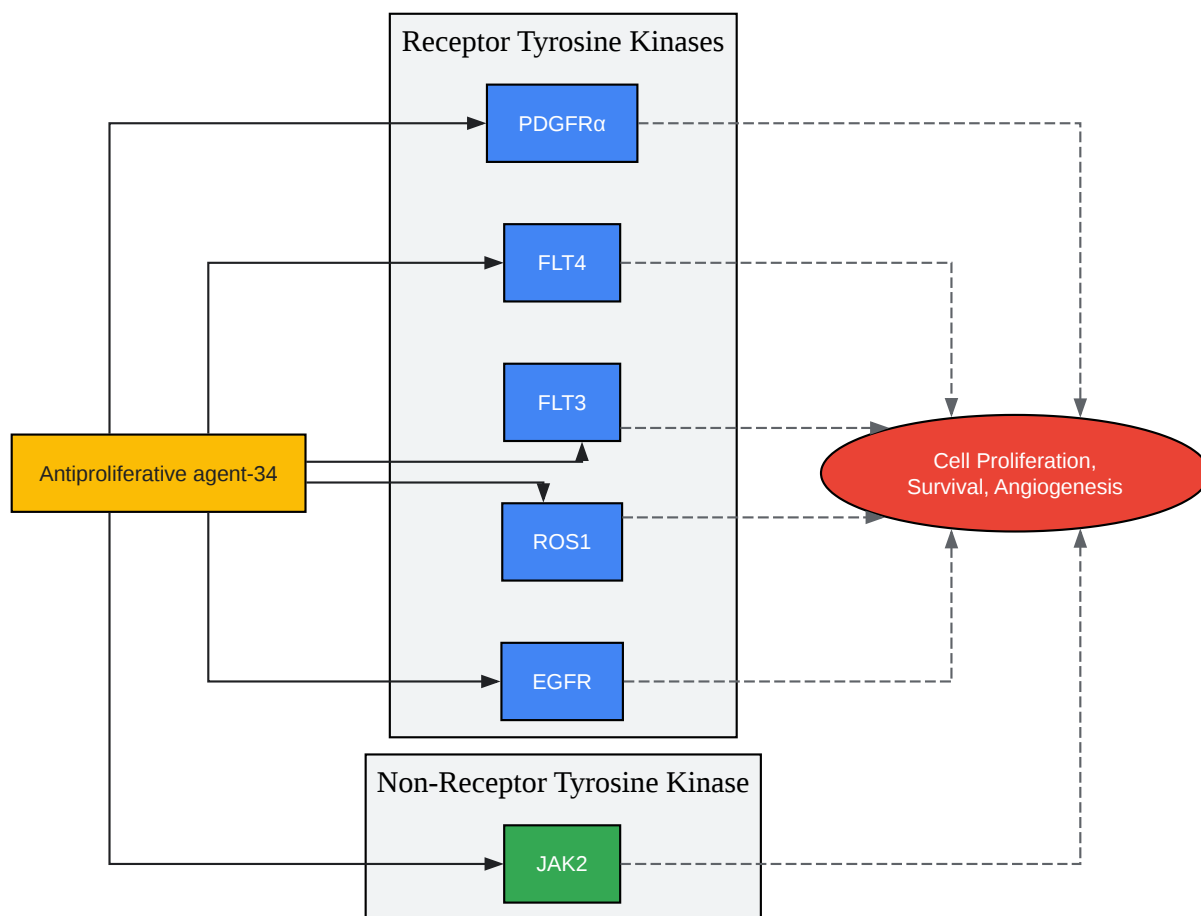 Receptor Tyrosine Kinases
PDGFRα
FLT4
FLT3
Antiproliferative agent-34
Cell Proliferation,
Survival, Angiogenesis
ROS1
EGFR
Non-Receptor Tyrosine Kinase
JAK2